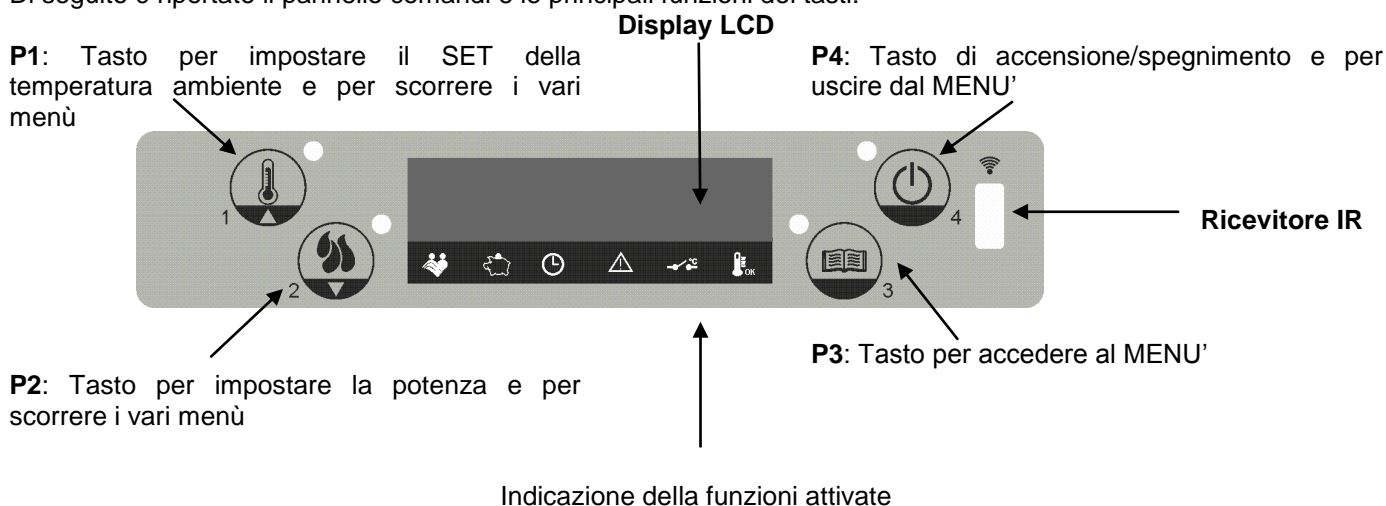 Display LCD
P1: Tasto per impostare il SET della
temperatura ambiente e per scorrere i vari
menù
P4: Tasto di accensione/spegnimento e per
uscire dal MENU’
1
2
OK
4
3
Ricevitore IR
P3: Tasto per accedere al MENU’
P2: Tasto per impostare la potenza e per
scorrere i vari menù
Indicazione della funzioni attivate